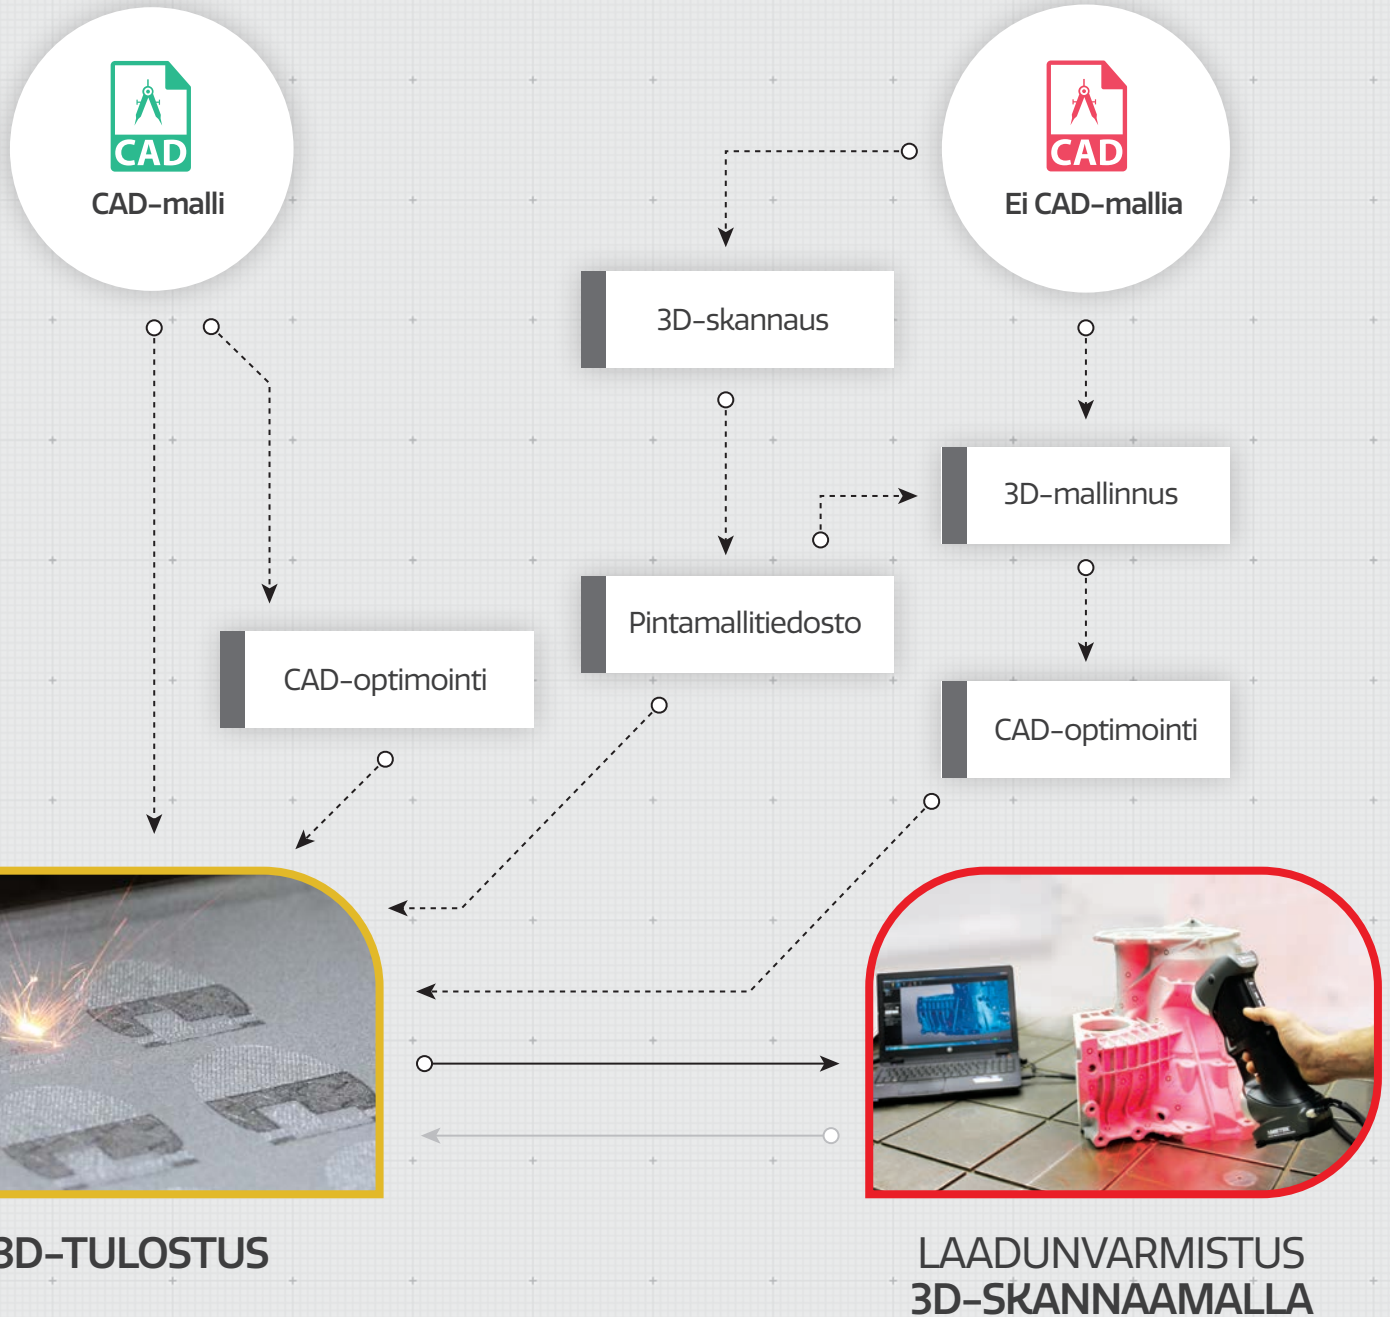 CAD
CAD-malli
CAD
Ei CAD-mallia
3D-skannaus
3D-mallinnus
Pintamallitiedosto
CAD-optimointi
CAD-optimointi
3D-TULOSTUS
LAADUNVARMISTUS
3D-SKANNAAMALLA